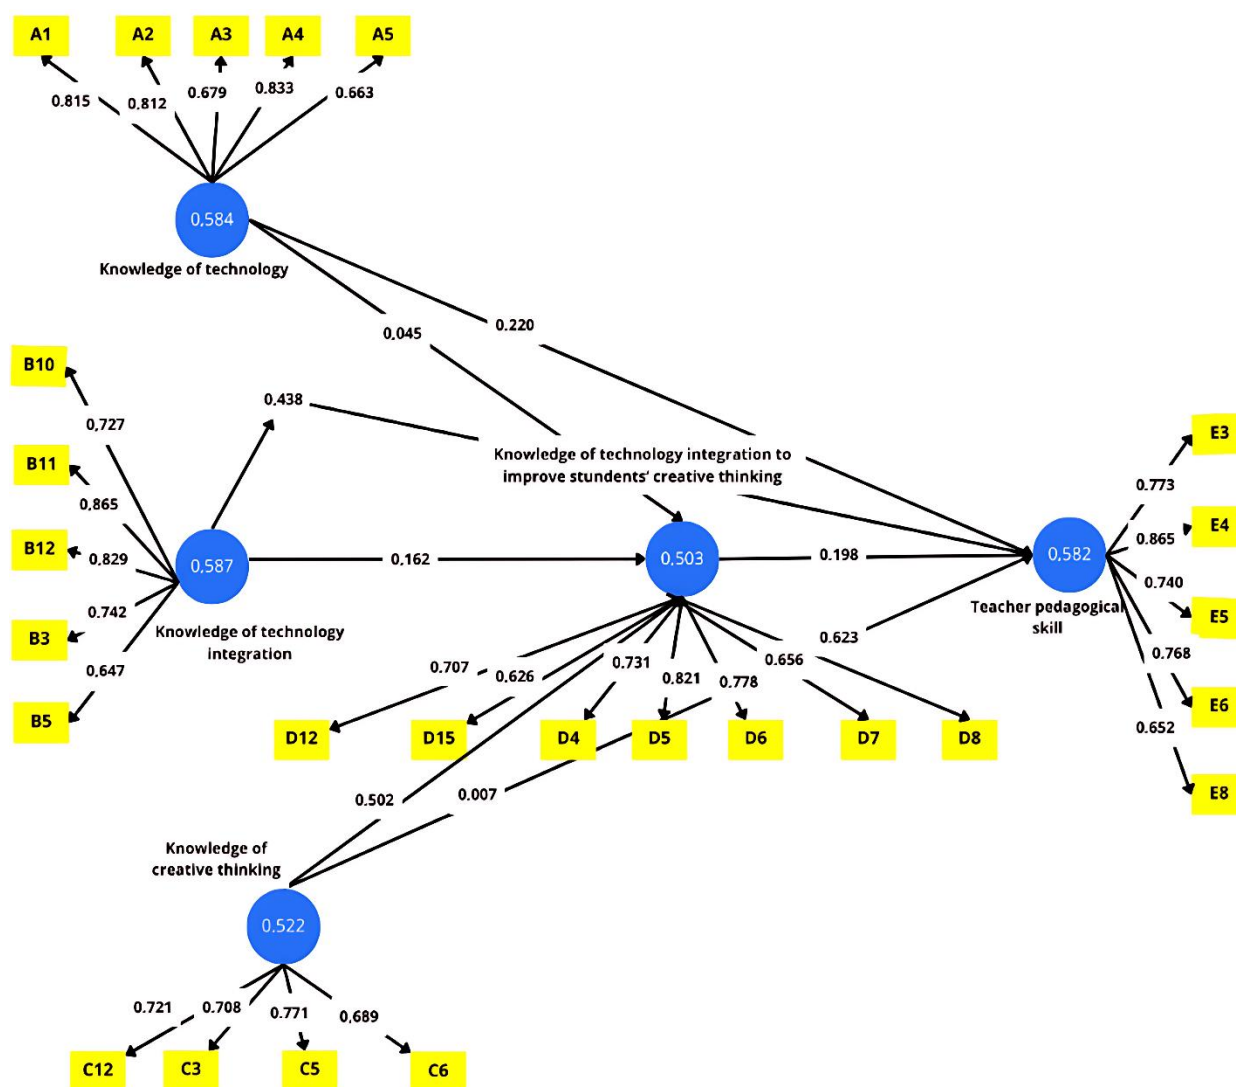 A1 A2 A3 A4 A5
0.815 0.812 0.679 0.833 0.663
0,584
Knowledge of technology
0.045 0.220
B10
0,727
0.438
B11
0.865
Knowledge of technology integration to
improve stundents' creative thinking
E3
0.773
B12
0.829
0,587
0.162
0,503
0.198
0,582
E4
0.865
0.742
B3
Knowledge of technology
integration
Teacher pedagogical
skill
0.740
E5
0,647
B5
0.707 0.626 0.731 0.821 0.778 0.656 0.623
0.768
E6
0.652
D12 D15 D4 D5 D6 D7 D8
E8
0.502 0.007
Knowledge of
creative thinking
0.522
0.721 0.708 0.771 0,689
C12 C3 C5 C6